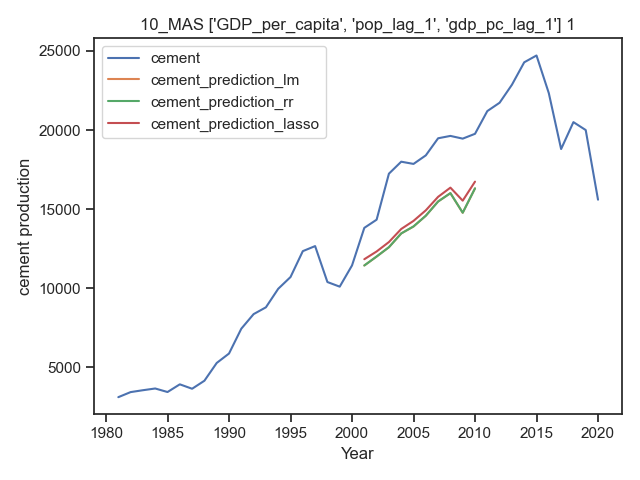 10_MAS ['GDP_per_capita', 'pop_lag_1', 'gdp_pc_lag_1'] 1
cement
cement_prediction_lm
cement_prediction_rr
cement_prediction_lasso
cement production
25000
20000
15000
10000
5000
1980 1985 1990 1995 2000 2005 2010 2015 2020
Year